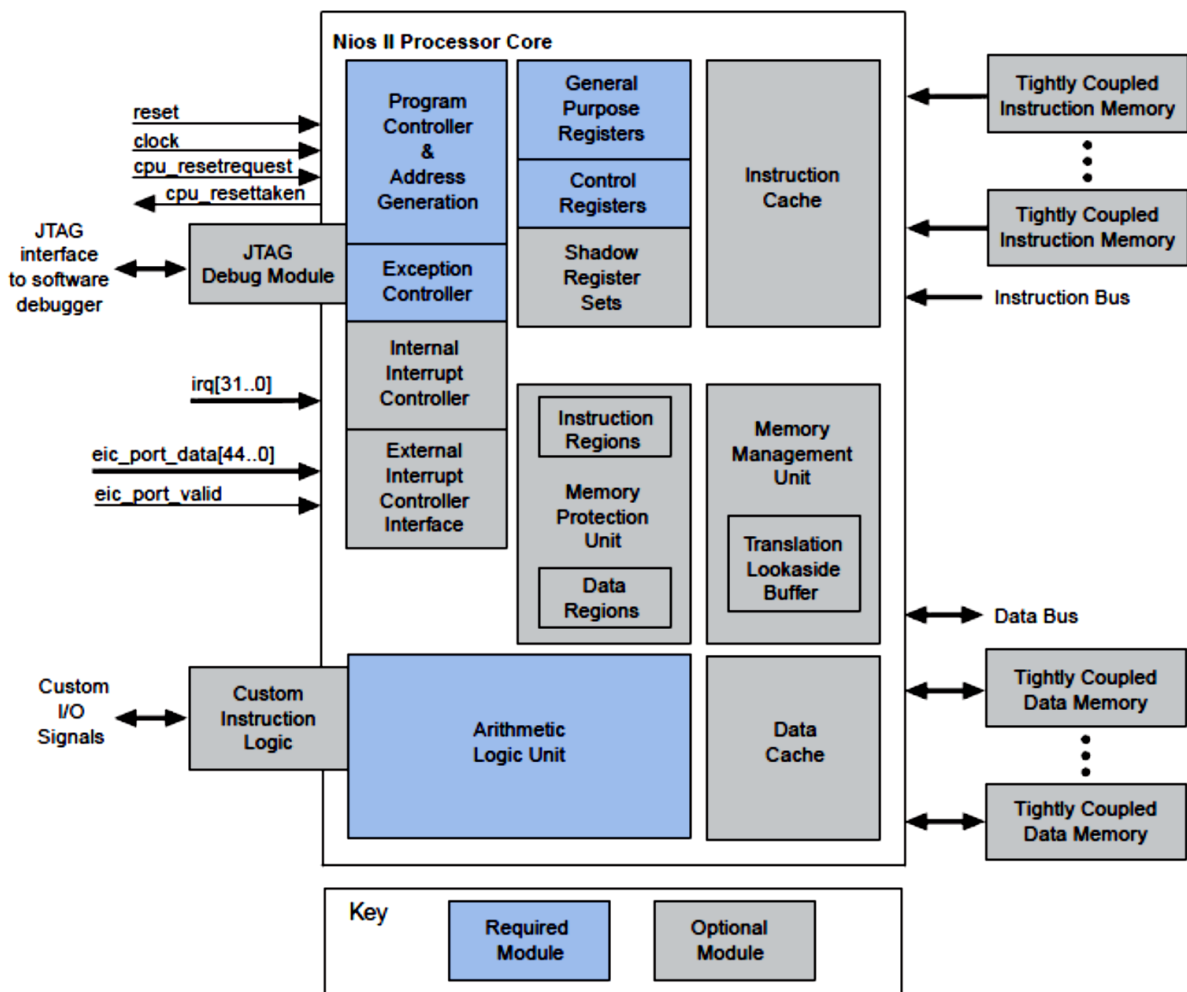 Nios II Processor Core
reset
clock
cpu_resetrequest
cpu_resettaken
JTAG
interface
to software
debugger
JTAG
Debug Module
irq[31..0]
eic_port_data[44..0]
eic_port_valid
Custom
I/O
Signals
Custom
Instruction
Logic
Program
Controller
&
Address
Generation
Exception
Controller
Internal
Interrupt
Controller
External
Interrupt
Controller
Interface
General
Purpose
Registers
Control
Registers
Shadow
Register
Sets
Instruction
Cache
Instruction
Regions
Memory
Protection
Unit
Data
Regions
Memory
Management
Unit
Translation
Lookaside
Buffer
Arithmetic
Logic Unit
Data
Cache
Tightly Coupled
Instruction Memory
Tightly Coupled
Instruction Memory
Instruction Bus
Data Bus
Tightly Coupled
Data Memory
Tightly Coupled
Data Memory
Key
Required
Module
Optional
Module